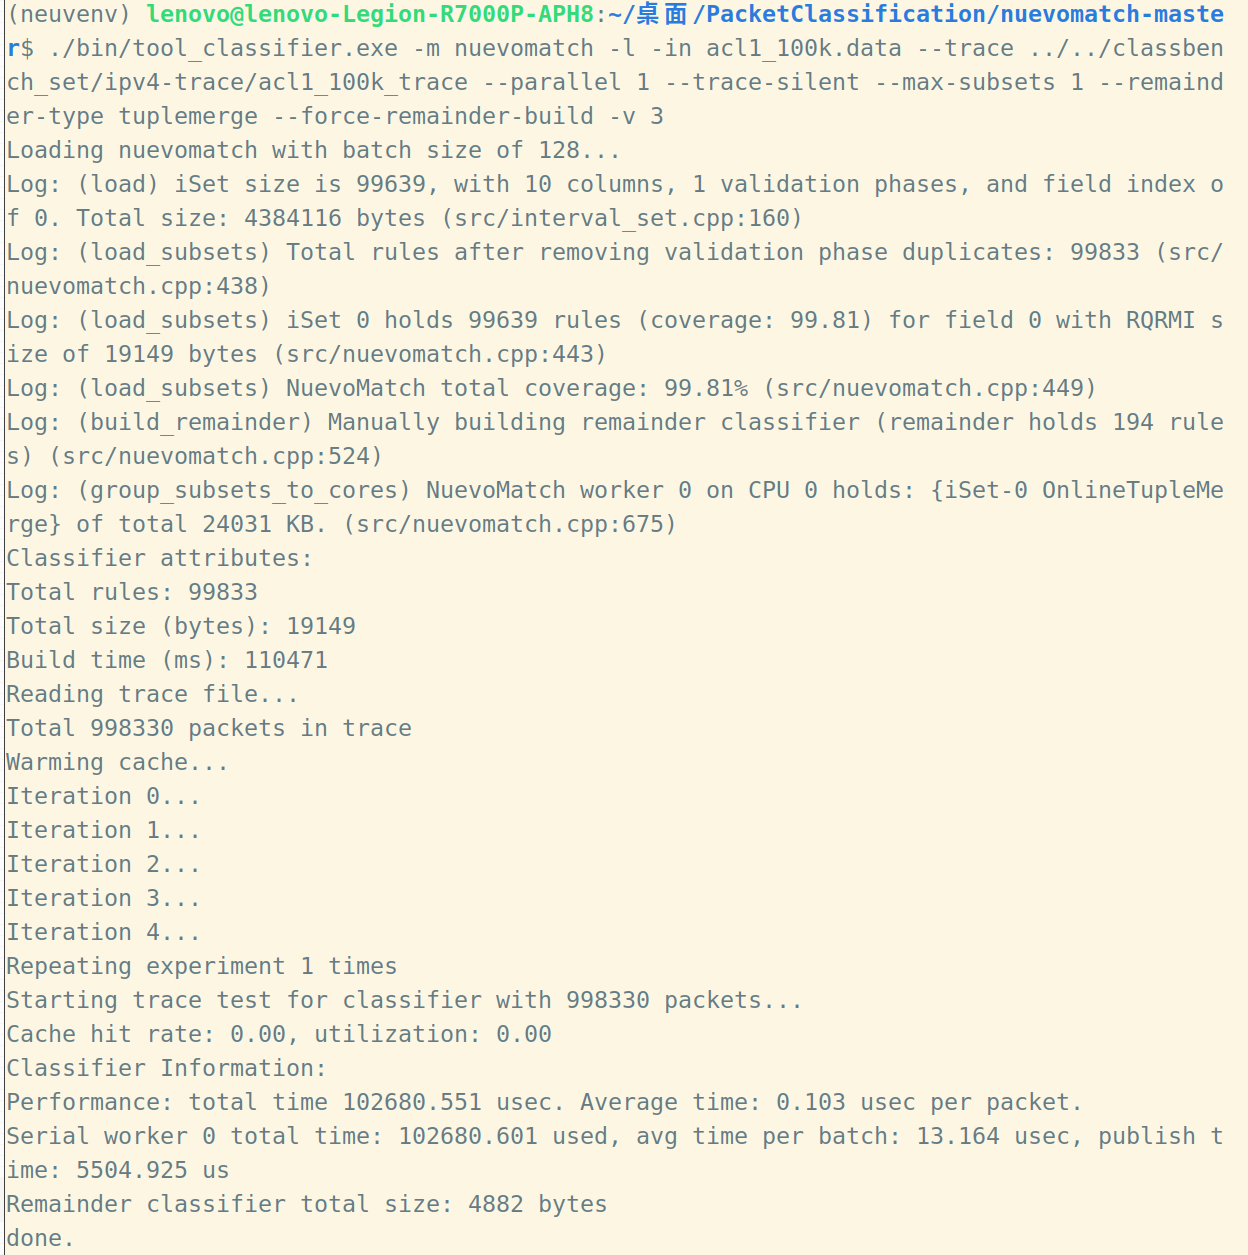 (neuvenv) lenovo@lenovo-Legion-R7000P-APH8:~/桌面/PacketClassification/nuevomatch-maste
r$ ./bin/tool_classifier.exe -m nuevomatch -l -in acl1_100k.data --trace ../../classben
ch_set/ipv4-trace/acl1_100k_trace --parallel 1 --trace-silent --max-subsets 1 --remaind
er-type tuplemerge --force-remainder-build -v 3
Loading nuevomatch with batch size of 128...
Log: (load) iSet size is 99639, with 10 columns, 1 validation phases, and field index o
f 0. Total size: 4384116 bytes (src/interval_set.cpp:160)
Log: (load_subsets) Total rules after removing validation phase duplicates: 99833 (src/
nuevomatch.cpp:438)
Log: (load_subsets) iSet 0 holds 99639 rules (coverage: 99.81) for field 0 with RQRMI s
ize of 19149 bytes (src/nuevomatch.cpp:443)
Log: (load_subsets) NuevoMatch total coverage: 99.81% (src/nuevomatch.cpp:449)
Log: (build_remainder) Manually building remainder classifier (remainder holds 194 rule
s) (src/nuevomatch.cpp:524)
Log: (group_subsets_to_cores) NuevoMatch worker 0 on CPU 0 holds: {iSet-0 OnlineTupleMe
rge} of total 24031 KB. (src/nuevomatch.cpp:675)
Classifier attributes:
Total rules: 99833
Total size (bytes): 19149
Build time (ms): 110471
Reading trace file...
Total 998330 packets in trace
Warming cache...
Iteration 0...
Iteration 1...
Iteration 2...
Iteration 3...
Iteration 4...
Repeating experiment 1 times
Starting trace test for classifier with 998330 packets...
Cache hit rate: 0.00, utilization: 0.00
Classifier Information:
Performance: total time 102680.551 usec. Average time: 0.103 usec per packet.
Serial worker 0 total time: 102680.601 used, avg time per batch: 13.164 usec, publish t
ime: 5504.925 us
Remainder classifier total size: 4882 bytes
done.